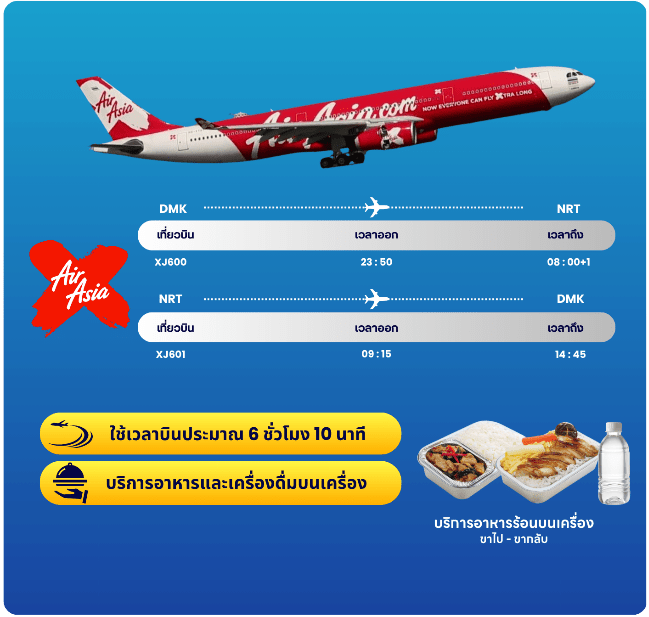 Air
Asia
AirAsia.com
NOW EVERYONE CAN FLY XTRA LONG
DMK NRT
เที่ยวบิน เวลาออก เวลาถึง
XJ600 23 : 50 08 : 00+1
Air
Asia
NRT DMK
เที่ยวบิน เวลาออก เวลาถึง
XJ601 09 : 15 14 : 45
ใช้เวลาบินประมาณ 6 ชั่วโมง 10 นาที
บริการอาหารและเครื่องดื่มบนเครื่อง
บริการอาหารร้อนบนเครื่อง
ขาไป - ขากลับ